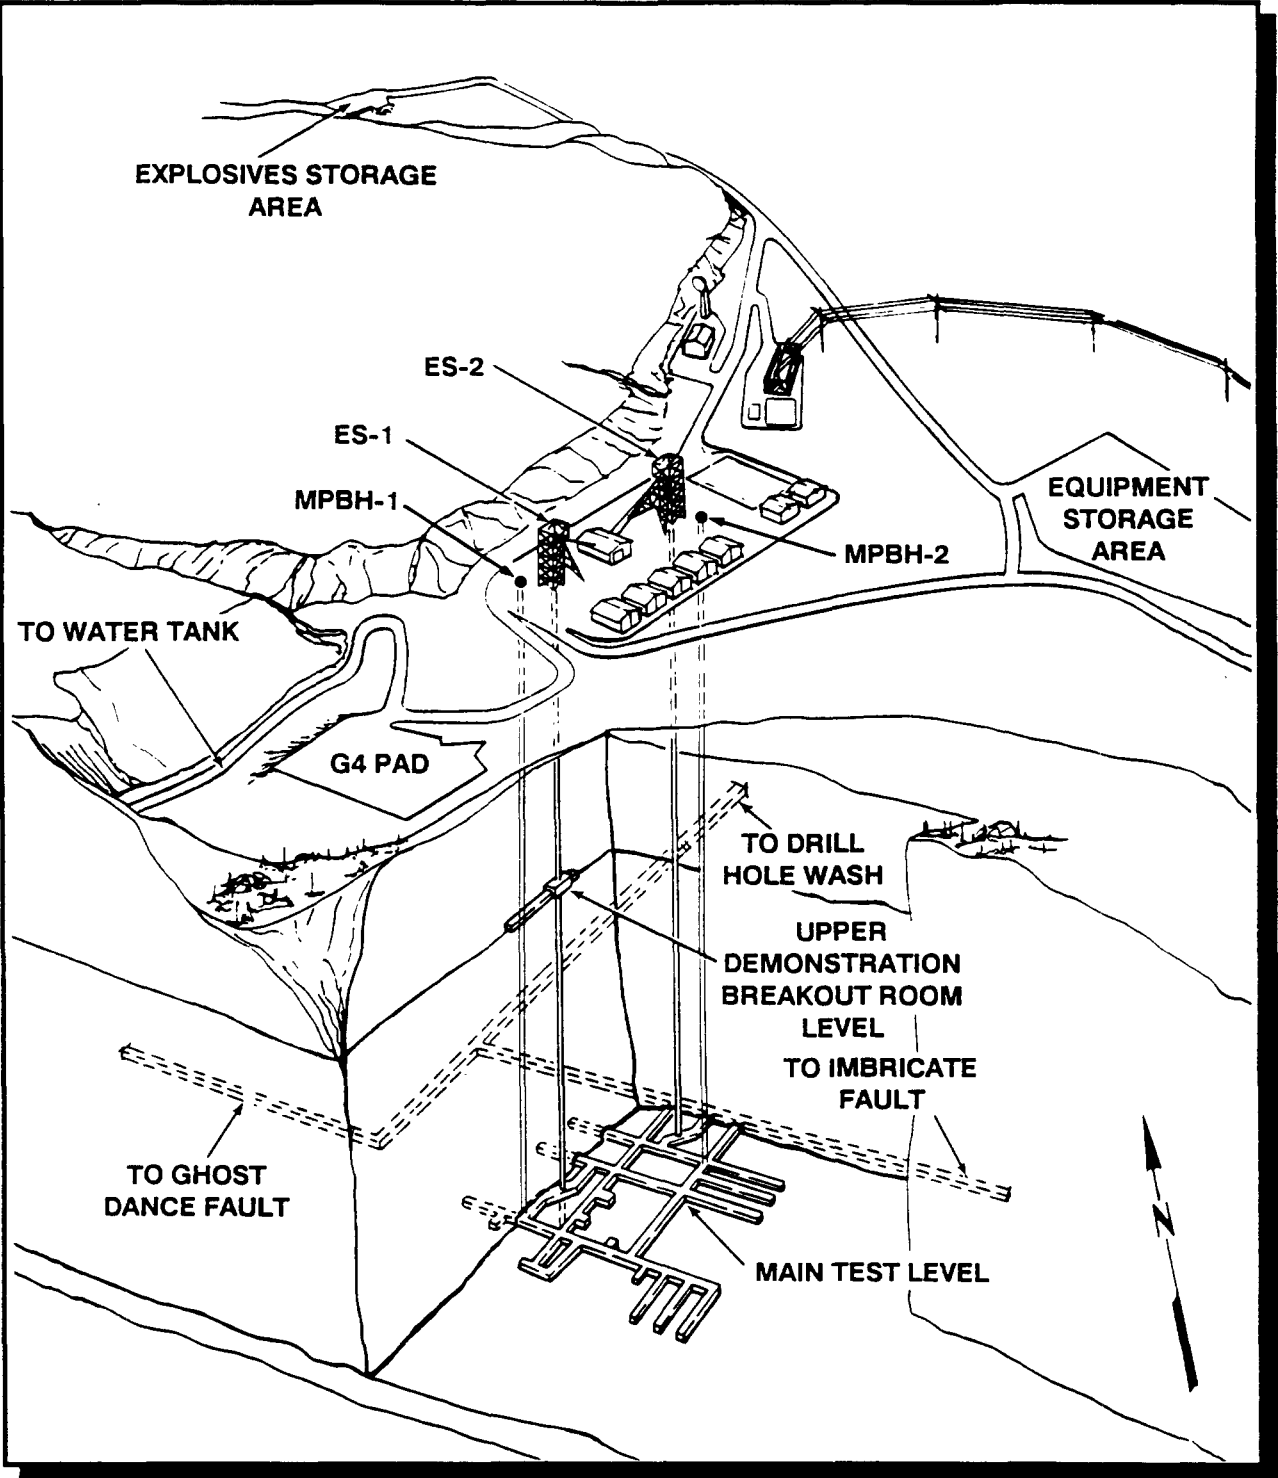 EXPLOSIVES STORAGE
AREA
ES-2
ES-1
MPBH-1
EQUIPMENT
STORAGE
AREA
MPBH-2
TO WATER TANK
G4 PAD
TO DRILL
HOLE WASH
UPPER
DEMONSTRATION
BREAKOUT ROOM
LEVEL
TO IMBRICATE
FAULT
TO GHOST
DANCE FAULT
N
MAIN TEST LEVEL